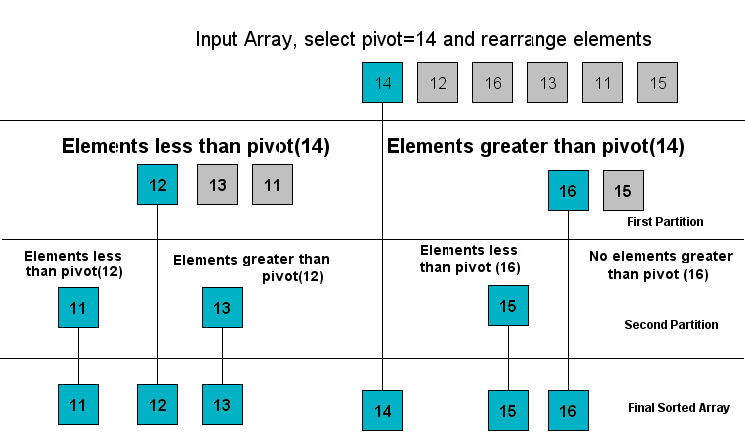 Input Array, select pivot=14 and rearrange elements
14 12 16 13 11 15
Elements less than pivot(14)
Elements greater than pivot(14)
12 13 11
16 15
First Partition
Elements less
than pivot(12)
Elements greater than
pivot(12)
Elements less
than pivot (16)
No elements greater
than pivot (16)
11
13
15
Second Partition
11 12 13 14 15 16
Final Sorted Array